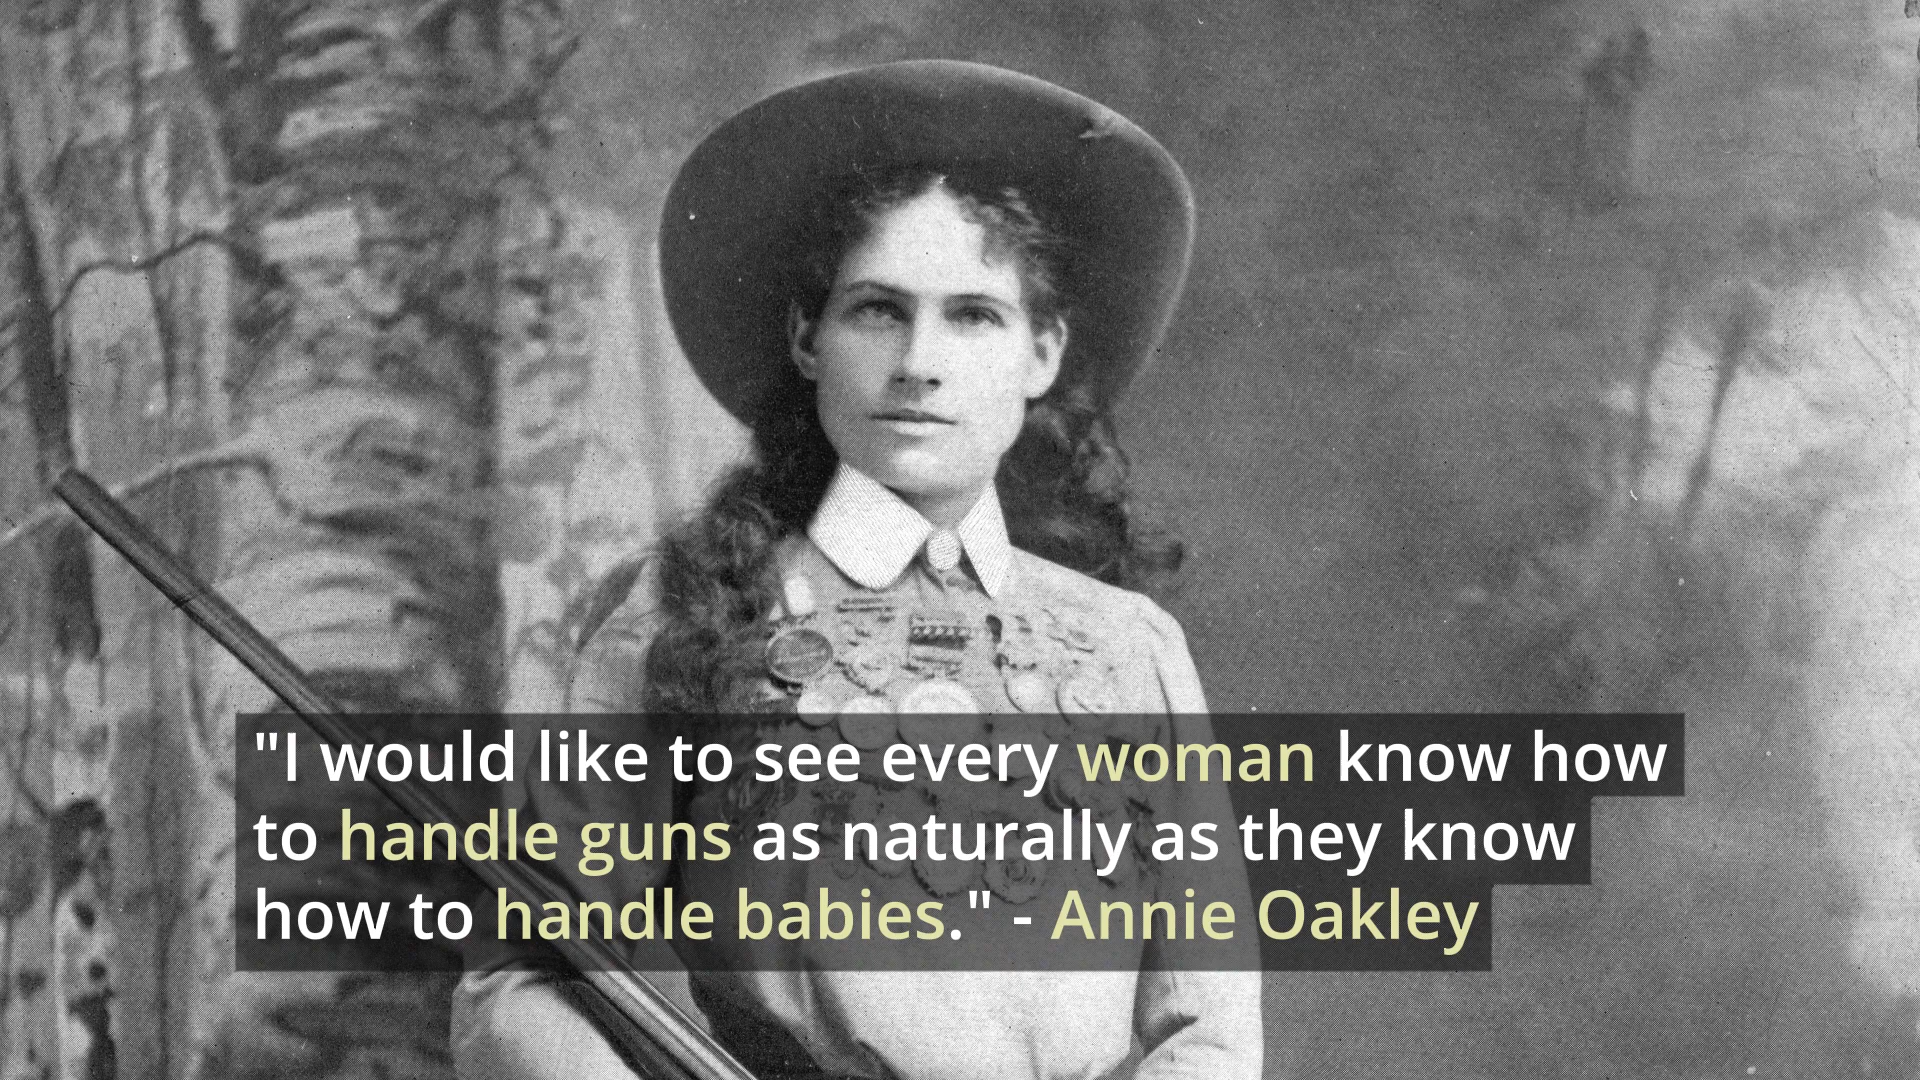 "I would like to see every woman know how
to handle guns as naturally as they know
how to handle babies." - Annie Oakley